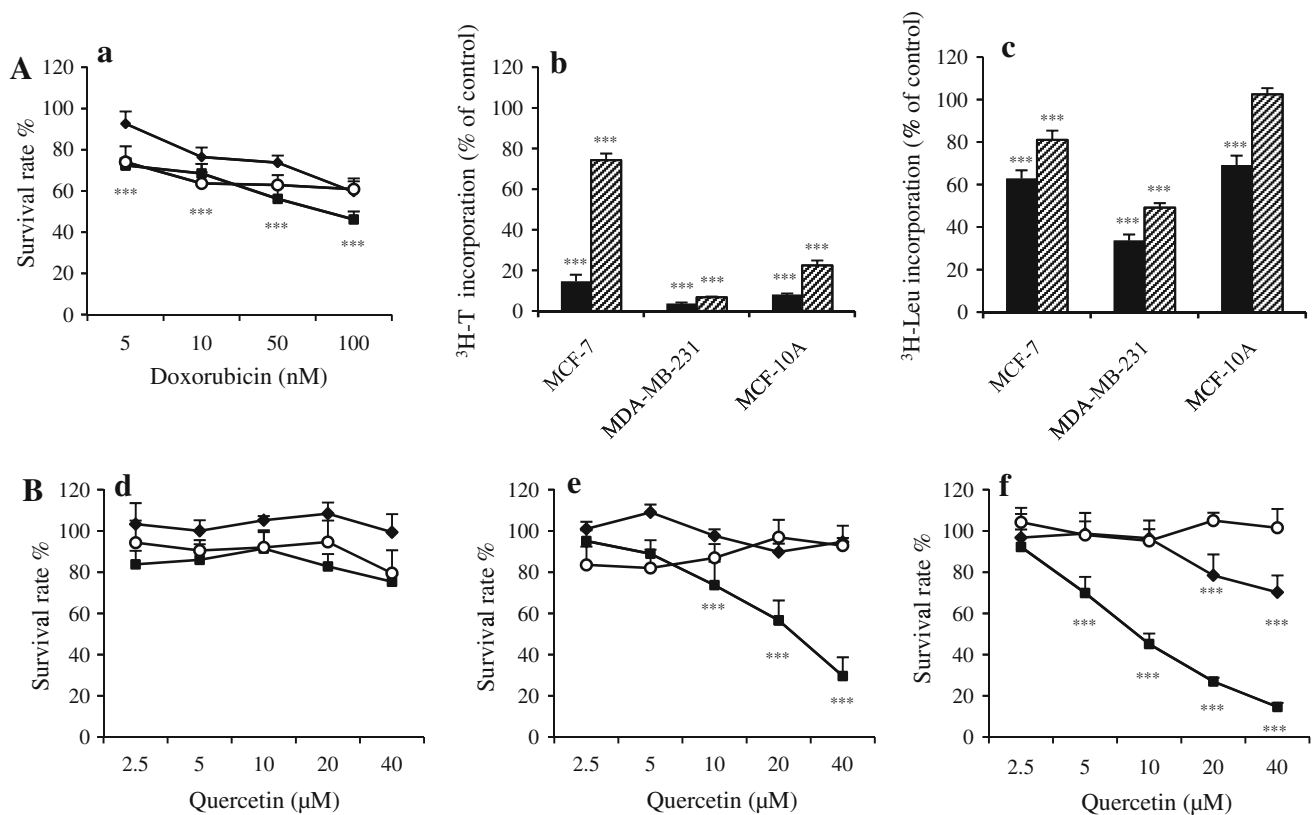 A
a
Survival rate %
120
100
80
60
40
20
0
***
***
***
***
5 10 50 100
Doxorubicin (nM)
b
³H-T incorporation (% of control)
120
100
80
60
40
20
0
***
***
***
***
***
***
MCF-7
MDA-MB-231
MCF-10A
c
³H-Leu incorporation (% of control)
120
100
80
60
40
20
0
***
***
***
***
***
MCF-7
MDA-MB-231
MCF-10A
B
d
Survival rate %
120
100
80
60
40
20
0
2.5 5 10 20 40
Quercetin (µM)
e
Survival rate %
120
100
80
60
40
20
0
***
***
***
2.5 5 10 20 40
Quercetin (µM)
f
Survival rate %
120
100
80
60
40
20
0
***
***
***
***
***
***
2.5 5 10 20 40
Quercetin (µM)